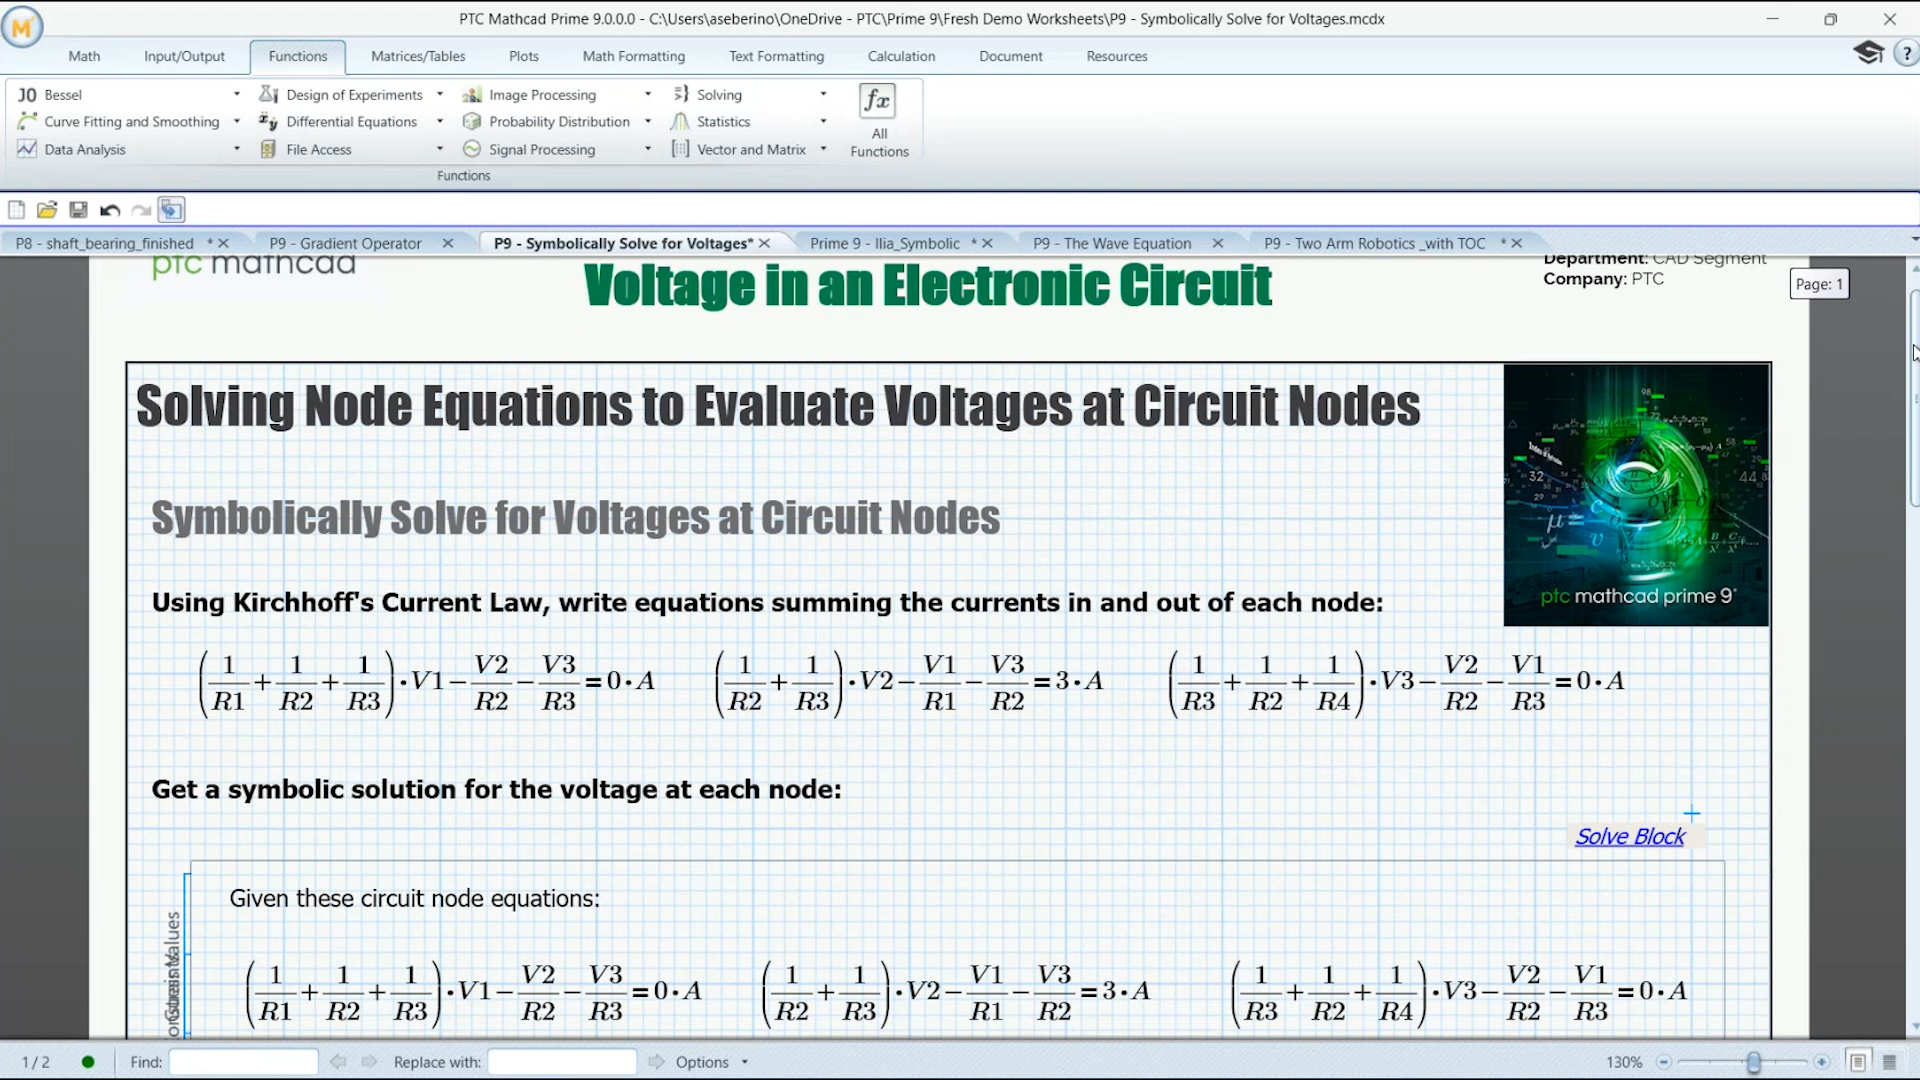 PTC Mathcad Prime 9.0.0.0 - C:\Users\aseberino\OneDrive - PTC\Prime 9\Fresh Demo Worksheets\P9 - Symbolically Solve for Voltages.mcdx
Math Input/Output Functions Matrices/Tables Plots Math Formatting Text Formatting Calculation Document Resources
J0 Bessel Design of Experiments Image Processing Solving fx
Curve Fitting and Smoothing Differential Equations Probability Distribution Statistics All
Data Analysis File Access Signal Processing Vector and Matrix Functions
Functions
P8 - shaft_bearing_finished * P9 - Gradient Operator P9 - Symbolically Solve for Voltages* Prime 9 - Ilia_Symbolic * P9 - The Wave Equation P9 - Two Arm Robotics _with TOC *
ptc mathcad
Voltage in an Electronic Circuit
Department: CAD Segment
Company: PTC
Page: 1
Solving Node Equations to Evaluate Voltages at Circuit Nodes
Symbolically Solve for Voltages at Circuit Nodes
ptc mathcad prime 9
Using Kirchhoff's Current Law, write equations summing the currents in and out of each node:
(1/R1 + 1/R2 + 1/R3)·V1 − V2/R2 − V3/R3 = 0·A (1/R2 + 1/R3)·V2 − V1/R1 − V3/R2 = 3·A (1/R3 + 1/R2 + 1/R4)·V3 − V2/R2 − V1/R3 = 0·A
Get a symbolic solution for the voltage at each node:
Solve Block
Given these circuit node equations:
(1/R1 + 1/R2 + 1/R3)·V1 − V2/R2 − V3/R3 = 0·A (1/R2 + 1/R3)·V2 − V1/R1 − V3/R2 = 3·A (1/R3 + 1/R2 + 1/R4)·V3 − V2/R2 − V1/R3 = 0·A
1 / 2 Find: Replace with: Options 130%